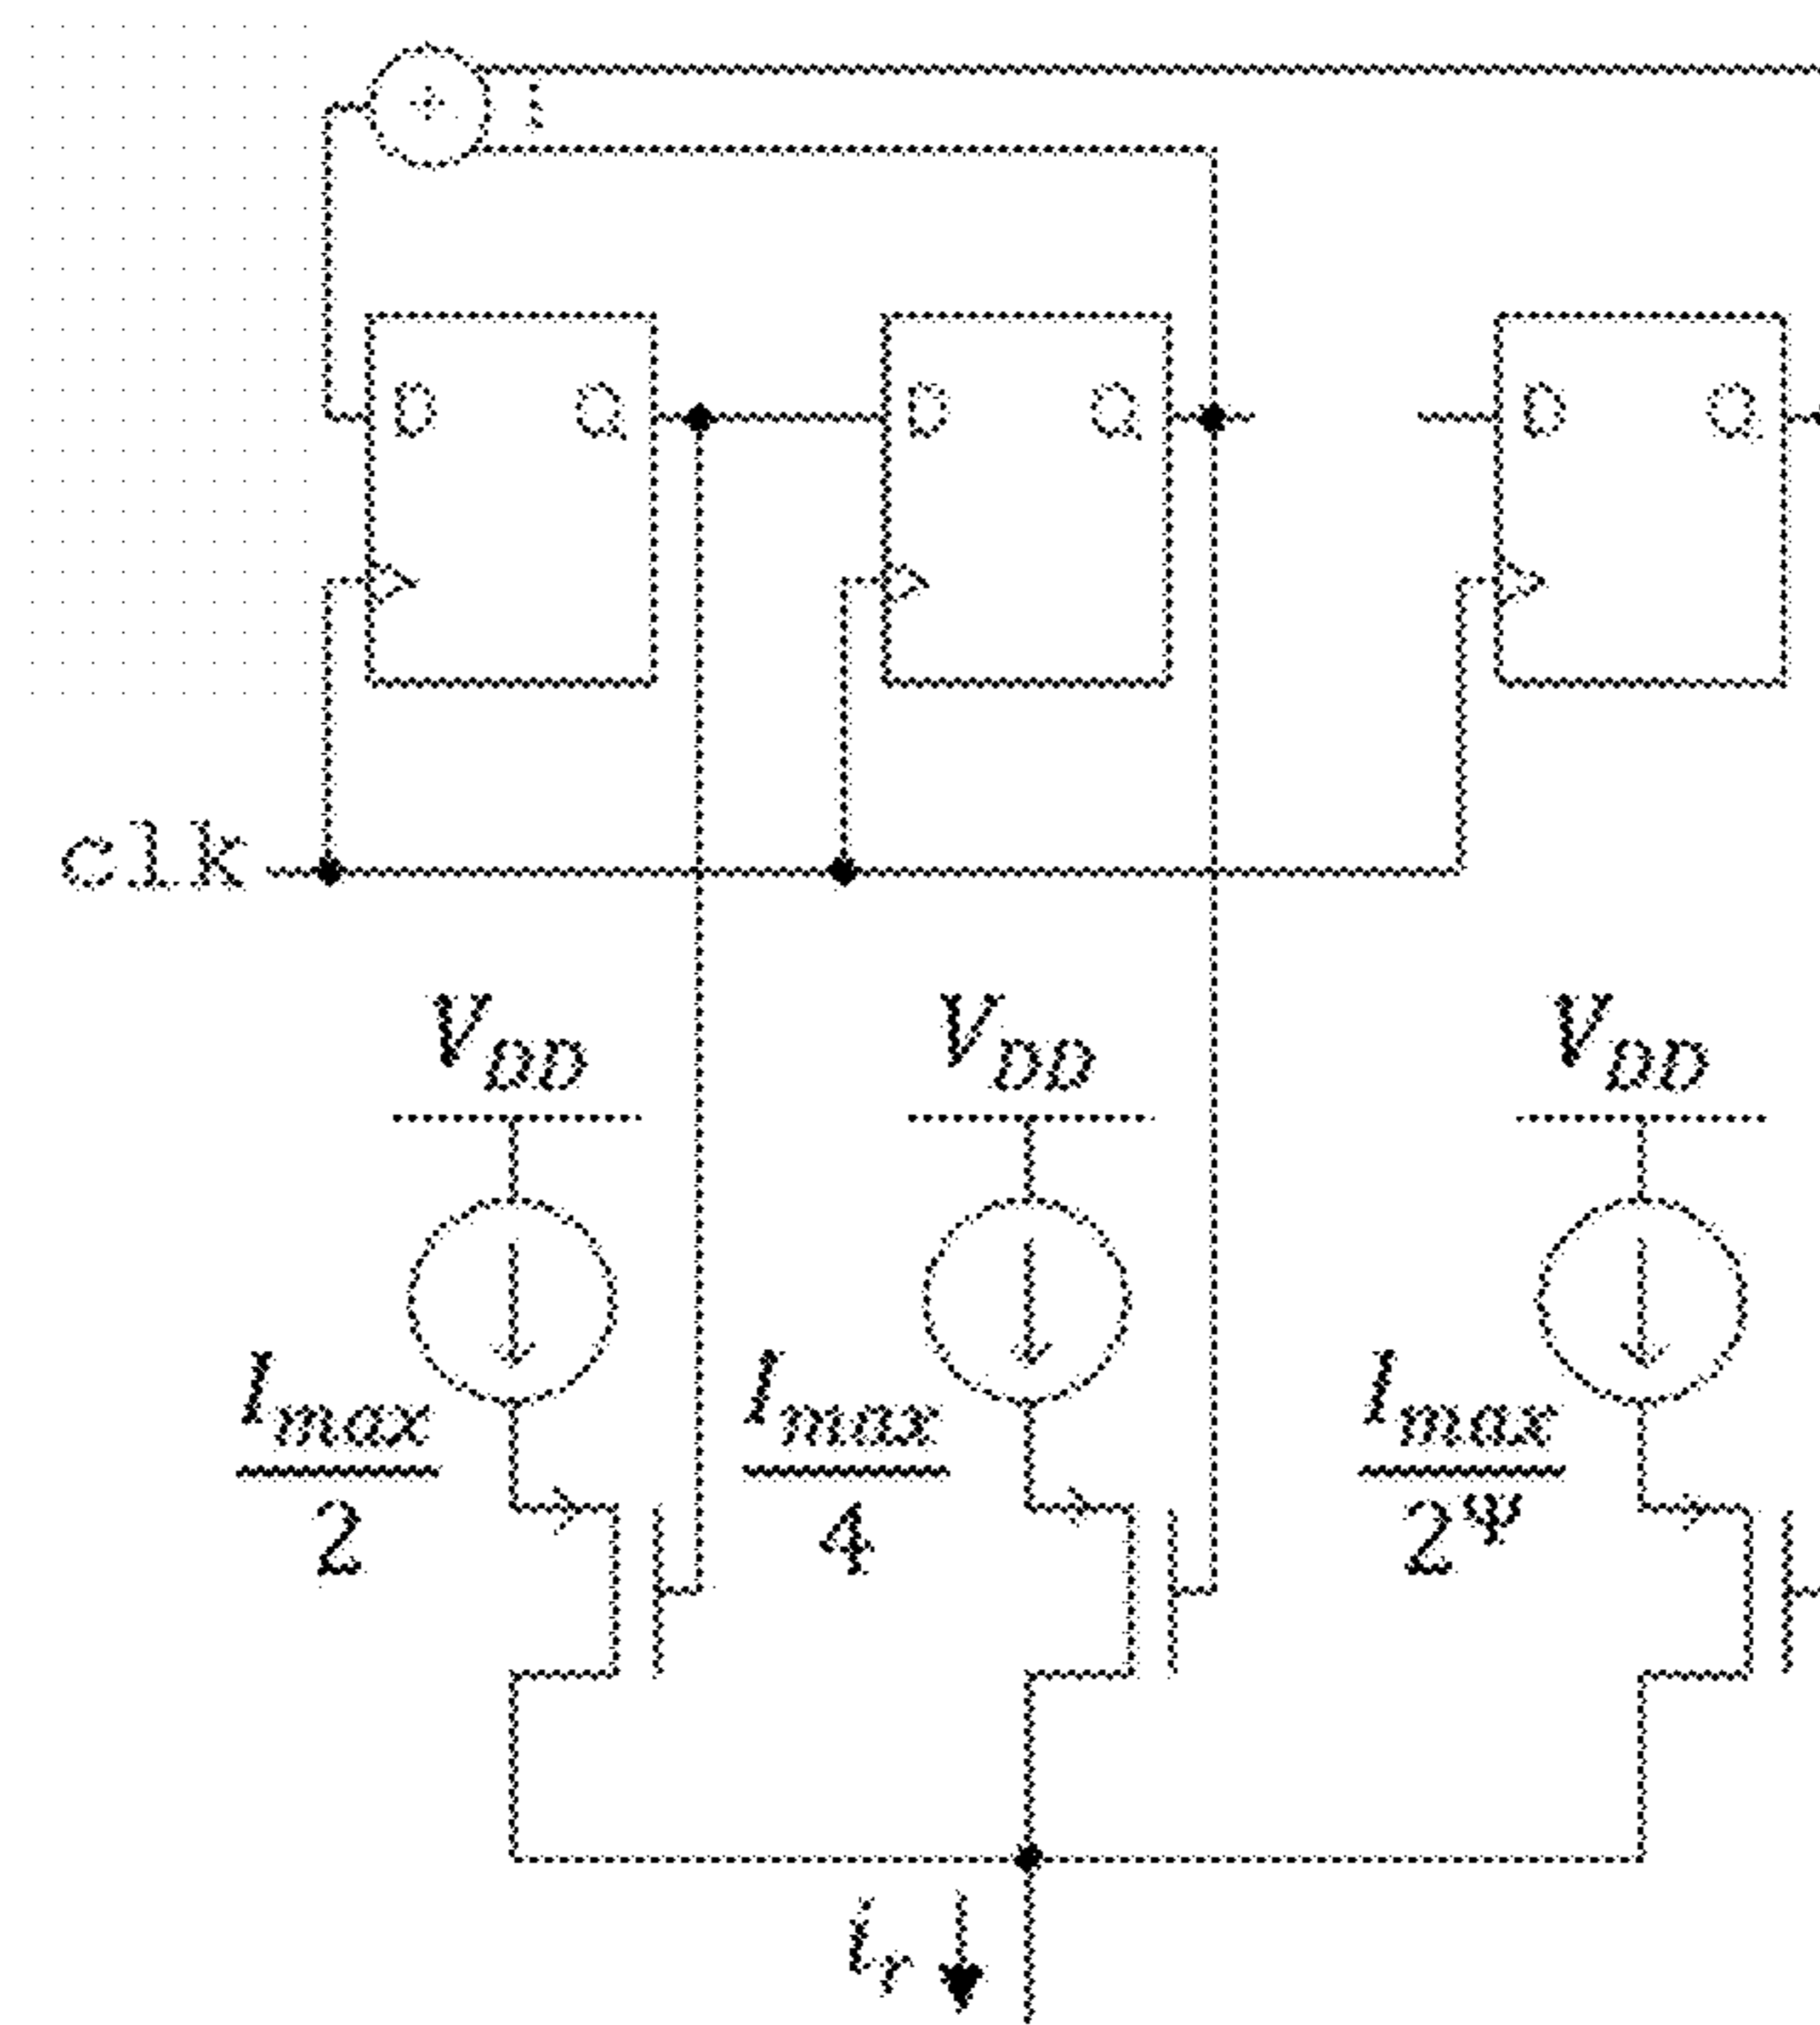 +
D Q D Q D Q
clk
V_DD V_DD V_DD
I_max/2 I_max/4 I_max/2^Ψ
i_r